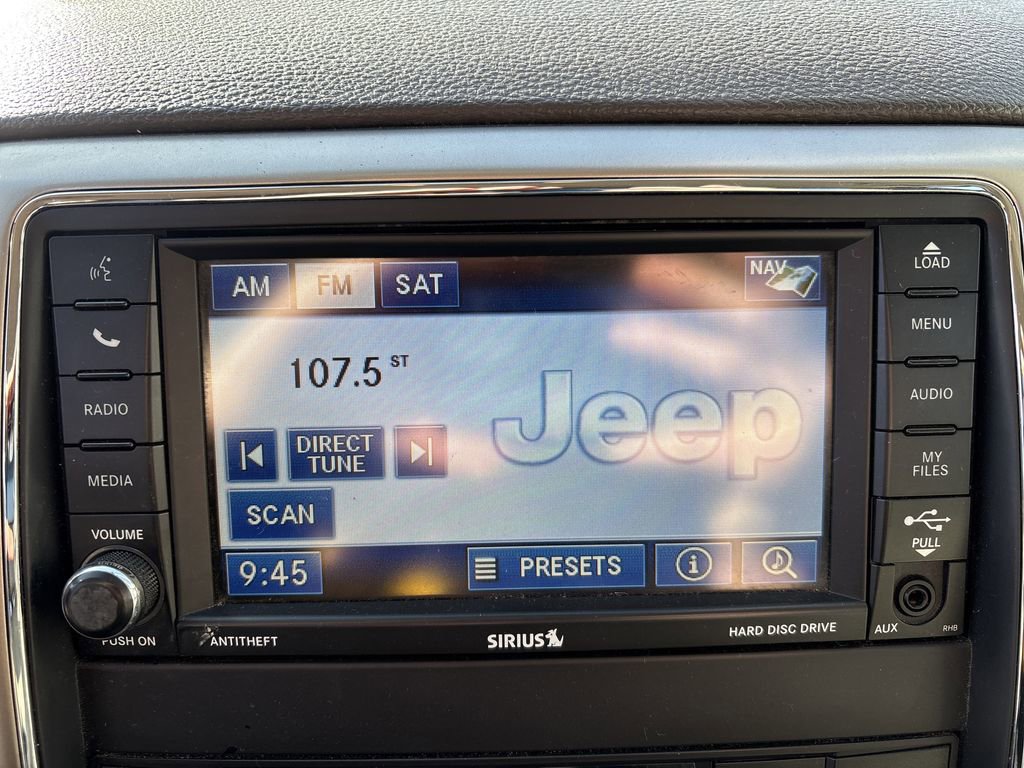 AM FM SAT NAV
107.5 ST
Jeep
DIRECT
TUNE
SCAN
9:45 PRESETS i
RADIO
MEDIA
VOLUME
PUSH ON
LOAD
MENU
AUDIO
MY
FILES
PULL
AUX RHB
ANTITHEFT SIRIUS HARD DISC DRIVE